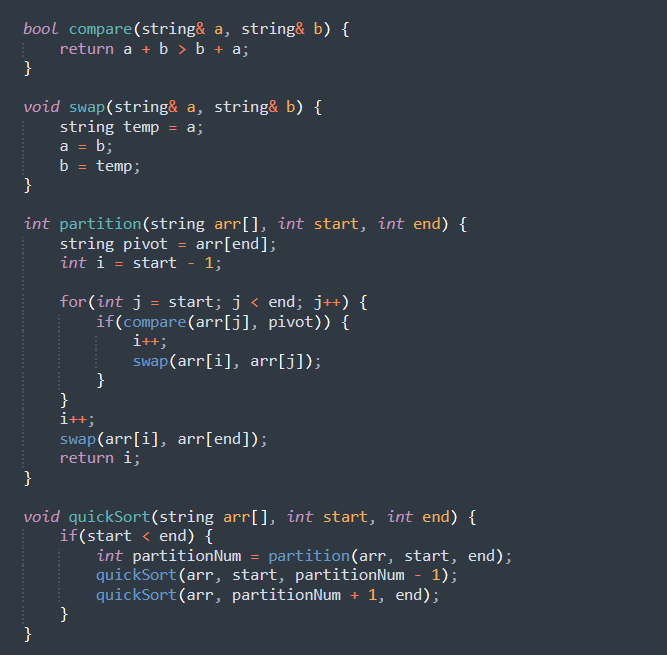 bool compare(string& a, string& b) {
    return a + b > b + a;
}

void swap(string& a, string& b) {
    string temp = a;
    a = b;
    b = temp;
}

int partition(string arr[], int start, int end) {
    string pivot = arr[end];
    int i = start - 1;

    for(int j = start; j < end; j++) {
        if(compare(arr[j], pivot)) {
            i++;
            swap(arr[i], arr[j]);
        }
    }
    i++;
    swap(arr[i], arr[end]);
    return i;
}

void quickSort(string arr[], int start, int end) {
    if(start < end) {
        int partitionNum = partition(arr, start, end);
        quickSort(arr, start, partitionNum - 1);
        quickSort(arr, partitionNum + 1, end);
    }
}